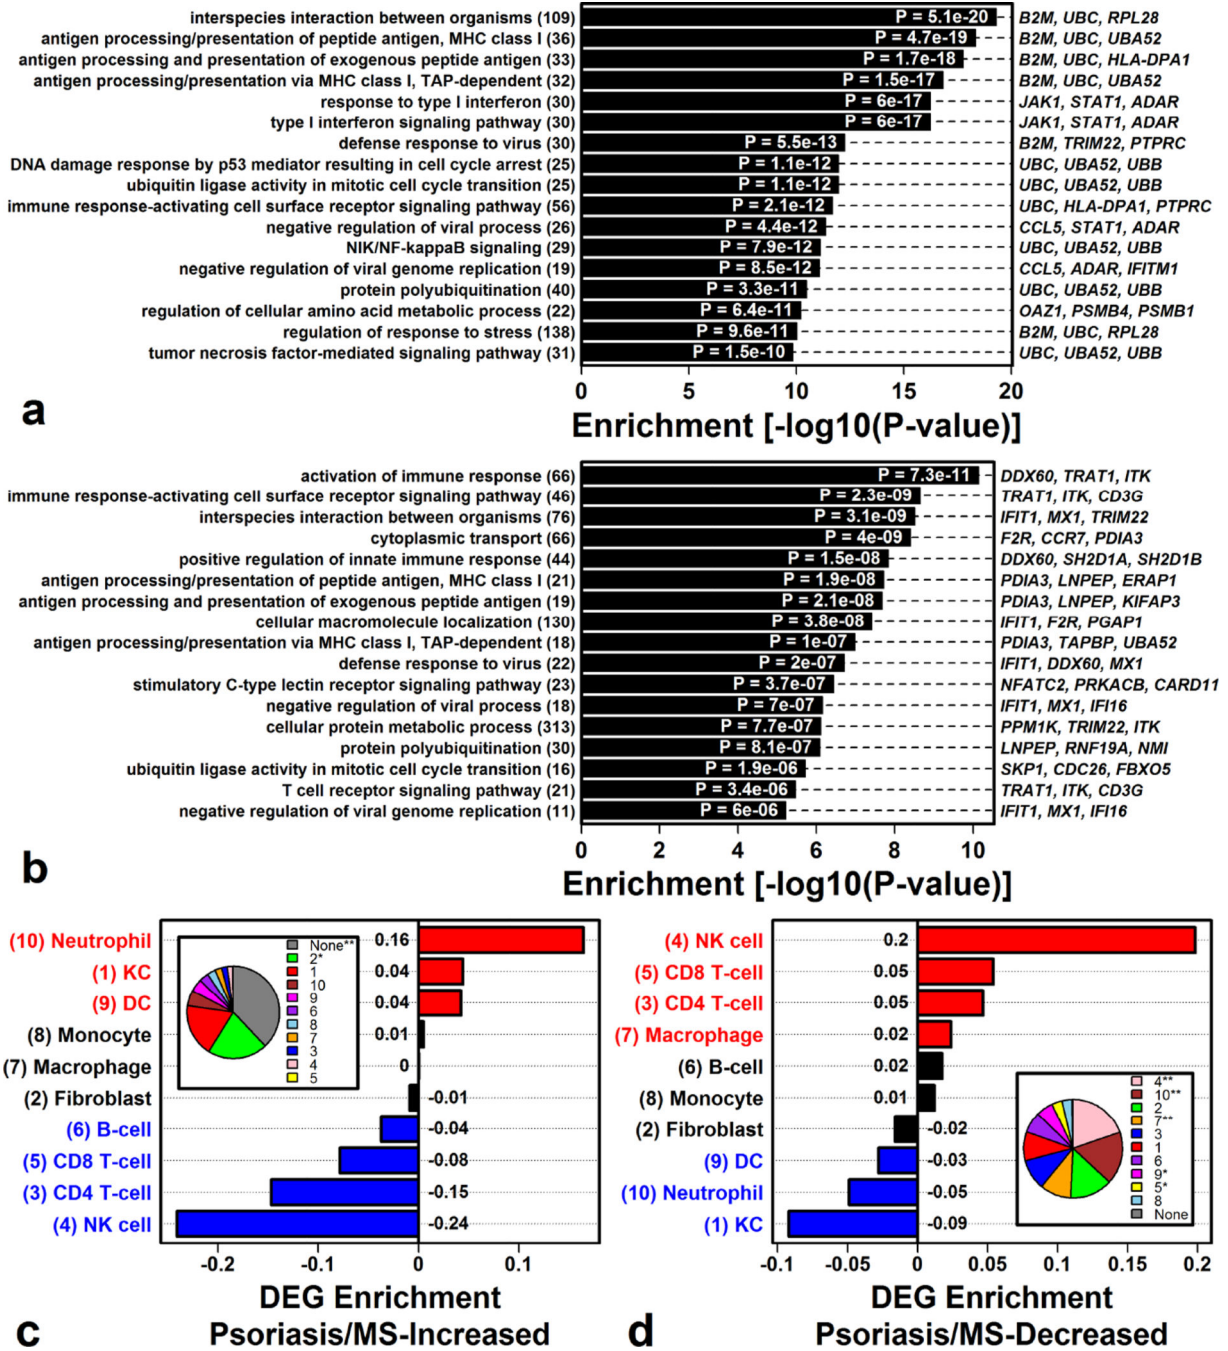 interspecies interaction between organisms (109) P = 5.1e-20 B2M, UBC, RPL28
antigen processing/presentation of peptide antigen, MHC class I (36) P = 4.7e-19 B2M, UBC, UBA52
antigen processing and presentation of exogenous peptide antigen (33) P = 1.7e-18 B2M, UBC, HLA-DPA1
antigen processing/presentation via MHC class I, TAP-dependent (32) P = 1.5e-17 B2M, UBC, UBA52
response to type I interferon (30) P = 6e-17 JAK1, STAT1, ADAR
type I interferon signaling pathway (30) P = 6e-17 JAK1, STAT1, ADAR
defense response to virus (30) P = 5.5e-13 B2M, TRIM22, PTPRC
DNA damage response by p53 mediator resulting in cell cycle arrest (25) P = 1.1e-12 UBC, UBA52, UBB
ubiquitin ligase activity in mitotic cell cycle transition (25) P = 1.1e-12 UBC, UBA52, UBB
immune response-activating cell surface receptor signaling pathway (56) P = 2.1e-12 UBC, HLA-DPA1, PTPRC
negative regulation of viral process (26) P = 4.4e-12 CCL5, STAT1, ADAR
NIK/NF-kappaB signaling (29) P = 7.9e-12 UBC, UBA52, UBB
negative regulation of viral genome replication (19) P = 8.5e-12 CCL5, ADAR, IFITM1
protein polyubiquitination (40) P = 3.3e-11 UBC, UBA52, UBB
regulation of cellular amino acid metabolic process (22) P = 6.4e-11 OAZ1, PSMB4, PSMB1
regulation of response to stress (138) P = 9.6e-11 B2M, UBC, RPL28
tumor necrosis factor-mediated signaling pathway (31) P = 1.5e-10 UBC, UBA52, UBB
0 5 10 15 20
a Enrichment [-log10(P-value)]
activation of immune response (66) P = 7.3e-11 DDX60, TRAT1, ITK
immune response-activating cell surface receptor signaling pathway (46) P = 2.3e-09 TRAT1, ITK, CD3G
interspecies interaction between organisms (76) P = 3.1e-09 IFIT1, MX1, TRIM22
cytoplasmic transport (66) P = 4e-09 F2R, CCR7, PDIA3
positive regulation of innate immune response (44) P = 1.5e-08 DDX60, SH2D1A, SH2D1B
antigen processing/presentation of peptide antigen, MHC class I (21) P = 1.9e-08 PDIA3, LNPEP, ERAP1
antigen processing and presentation of exogenous peptide antigen (19) P = 2.1e-08 PDIA3, LNPEP, KIFAP3
cellular macromolecule localization (130) P = 3.8e-08 IFIT1, F2R, PGAP1
antigen processing/presentation via MHC class I, TAP-dependent (18) P = 1e-07 PDIA3, TAPBP, UBA52
defense response to virus (22) P = 2e-07 IFIT1, DDX60, MX1
stimulatory C-type lectin receptor signaling pathway (23) P = 3.7e-07 NFATC2, PRKACB, CARD11
negative regulation of viral process (18) P = 7e-07 IFIT1, MX1, IFI16
cellular protein metabolic process (313) P = 7.7e-07 PPM1K, TRIM22, ITK
protein polyubiquitination (30) P = 8.1e-07 LNPEP, RNF19A, NMI
ubiquitin ligase activity in mitotic cell cycle transition (16) P = 1.9e-06 SKP1, CDC26, FBXO5
T cell receptor signaling pathway (21) P = 3.4e-06 TRAT1, ITK, CD3G
negative regulation of viral genome replication (11) P = 6e-06 IFIT1, MX1, IFI16
0 2 4 6 8 10
b Enrichment [-log10(P-value)]
(10) Neutrophil 0.16
(1) KC 0.04
(9) DC 0.04
(8) Monocyte 0.01
(7) Macrophage 0
(2) Fibroblast -0.01
(6) B-cell -0.04
(5) CD8 T-cell -0.08
(3) CD4 T-cell -0.15
(4) NK cell -0.24
None**
2*
1
10
9
6
8
7
3
4
5
-0.2 -0.1 0 0.1
DEG Enrichment
c Psoriasis/MS-Increased
(4) NK cell 0.2
(5) CD8 T-cell 0.05
(3) CD4 T-cell 0.05
(7) Macrophage 0.02
(6) B-cell 0.02
(8) Monocyte 0.01
(2) Fibroblast -0.02
(9) DC -0.03
(10) Neutrophil -0.05
(1) KC -0.09
4**
10**
2
7**
3
1
6
9*
5*
8
None
-0.1 -0.05 0 0.05 0.1 0.15 0.2
DEG Enrichment
d Psoriasis/MS-Decreased